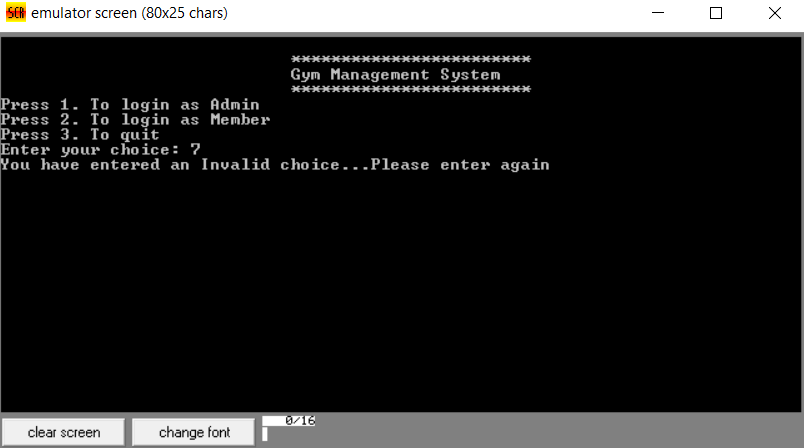 SCR emulator screen (80x25 chars)
************************
Gym Management System
************************
Press 1. To login as Admin
Press 2. To login as Member
Press 3. To quit
Enter your choice: 7
You have entered an Invalid choice...Please enter again
clear screen change font 0/16